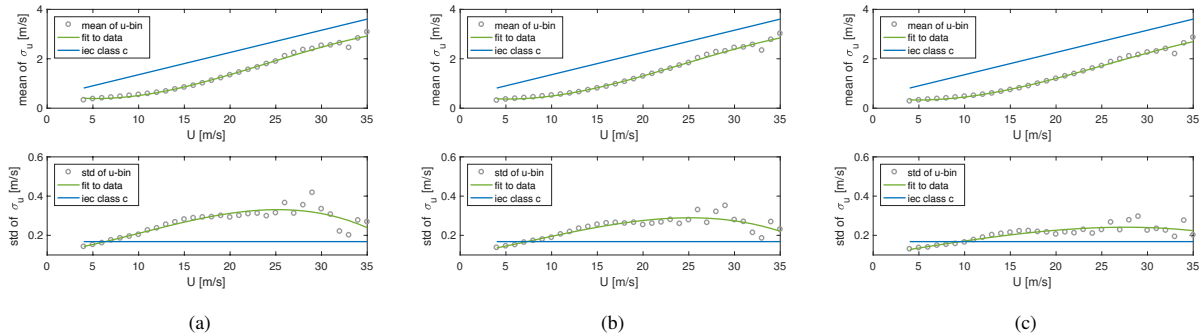 mean of σu [m/s]
4
2
0
mean of u-bin
fit to data
iec class c
0 5 10 15 20 25 30 35
U [m/s]
std of σu [m/s]
0.6
0.4
0.2
std of u-bin
fit to data
iec class c
0 5 10 15 20 25 30 35
U [m/s]
(a)
mean of σu [m/s]
4
2
0
mean of u-bin
fit to data
iec class c
0 5 10 15 20 25 30 35
U [m/s]
std of σu [m/s]
0.6
0.4
0.2
std of u-bin
fit to data
iec class c
0 5 10 15 20 25 30 35
U [m/s]
(b)
mean of σu [m/s]
4
2
0
mean of u-bin
fit to data
iec class c
0 5 10 15 20 25 30 35
U [m/s]
std of σu [m/s]
0.6
0.4
0.2
std of u-bin
fit to data
iec class c
0 5 10 15 20 25 30 35
U [m/s]
(c)